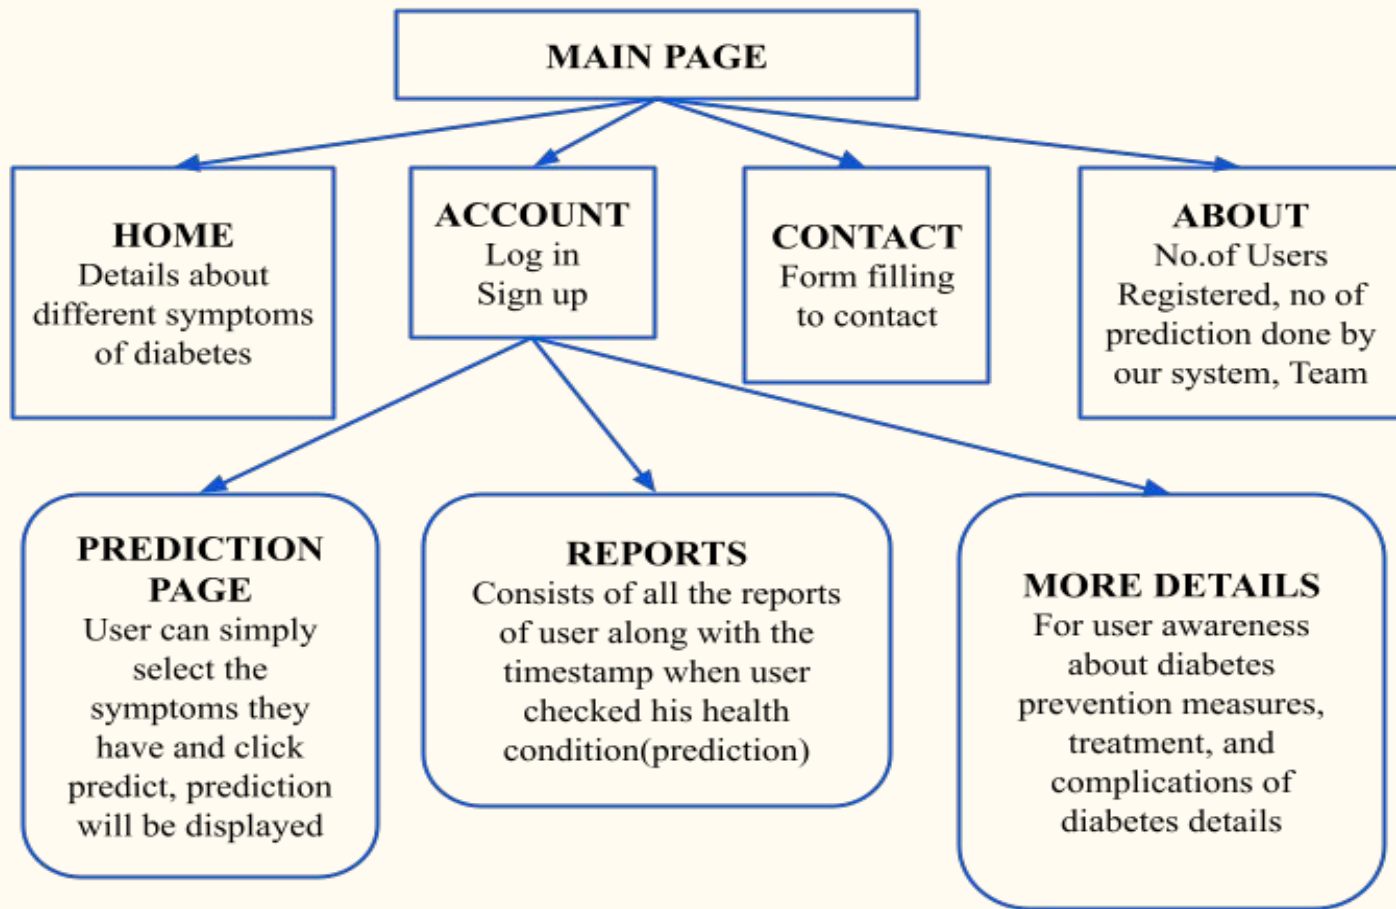 MAIN PAGE
HOME
Details about
different symptoms
of diabetes
ACCOUNT
Log in
Sign up
CONTACT
Form filling
to contact
ABOUT
No.of Users
Registered, no of
prediction done by
our system, Team
PREDICTION
PAGE
User can simply
select the
symptoms they
have and click
predict, prediction
will be displayed
REPORTS
Consists of all the reports
of user along with the
timestamp when user
checked his health
condition(prediction)
MORE DETAILS
For user awareness
about diabetes
prevention measures,
treatment, and
complications of
diabetes details